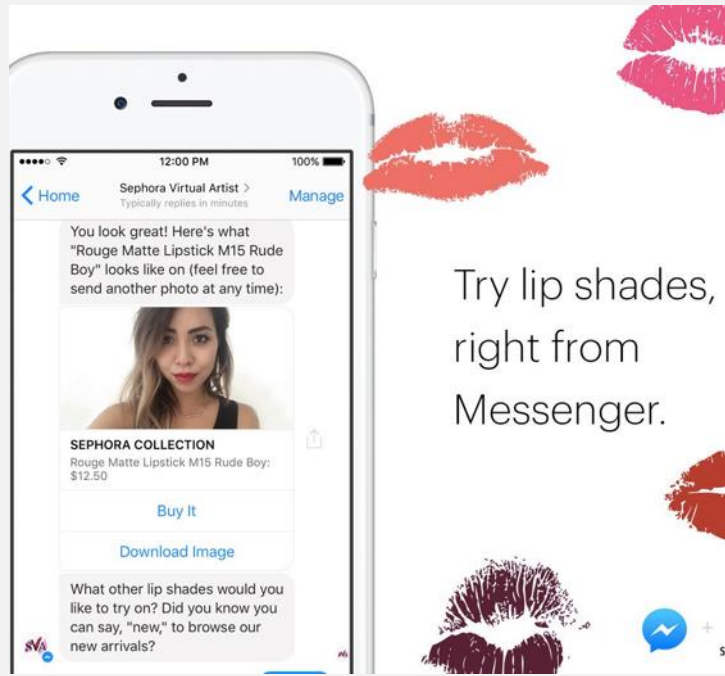 12:00 PM
100%
Home
Sephora Virtual Artist
Manage
Typically replies in minutes
You look great! Here's what
"Rouge Matte Lipstick M15 Rude
Boy" looks like on (feel free to
send another photo at any time):
SEPHORA COLLECTION
Rouge Matte Lipstick M15 Rude Boy:
$12.50
Buy It
Download Image
What other lip shades would you
like to try on? Did you know you
can say, "new," to browse our
new arrivals?
SVA
Try lip shades,
right from
Messenger.
+
S